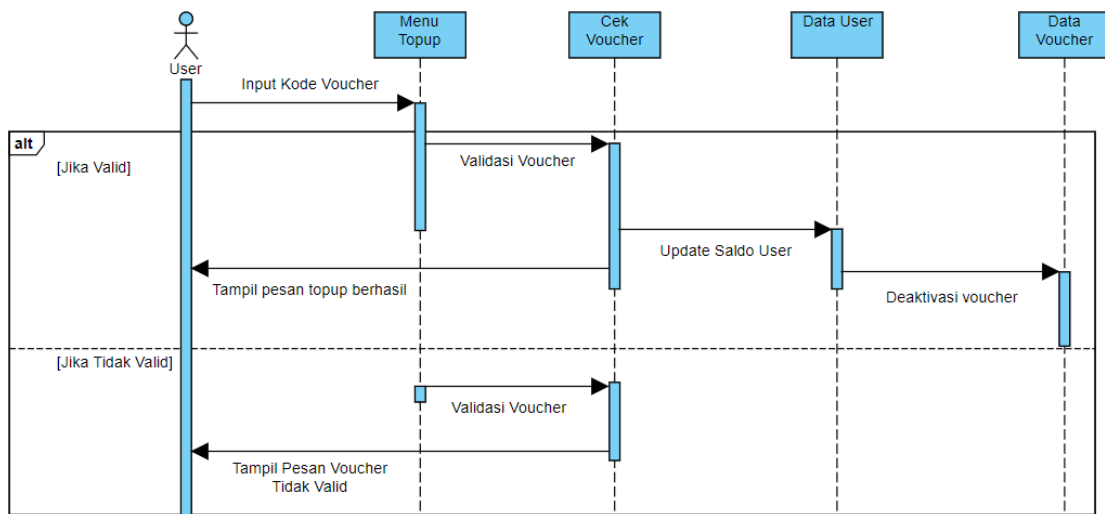 Menu
Topup
Cek
Voucher
Data User
Data
Voucher
User
Input Kode Voucher
alt
[Jika Valid]
Validasi Voucher
Update Saldo User
Tampil pesan topup berhasil
Deaktivasi voucher
[Jika Tidak Valid]
Validasi Voucher
Tampil Pesan Voucher
Tidak Valid